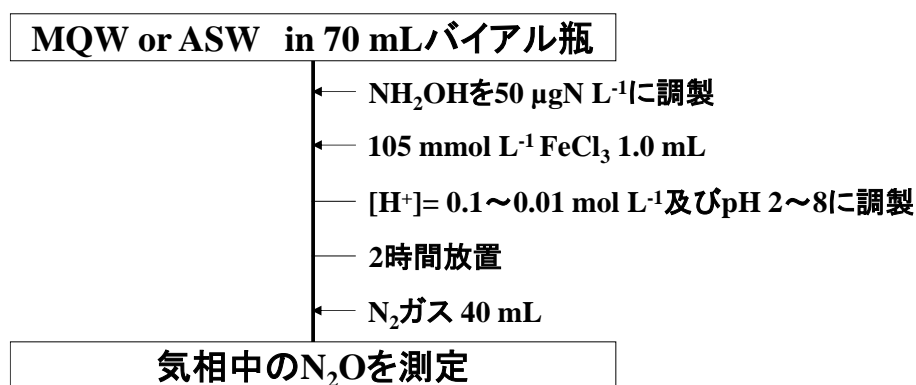 MQW or ASW in 70 mLバイアル瓶
NH₂OHを50 μgN L⁻¹に調製
105 mmol L⁻¹ FeCl₃ 1.0 mL
[H⁺]= 0.1～0.01 mol L⁻¹及びpH 2～8に調製
2時間放置
N₂ガス 40 mL
気相中のN₂Oを測定